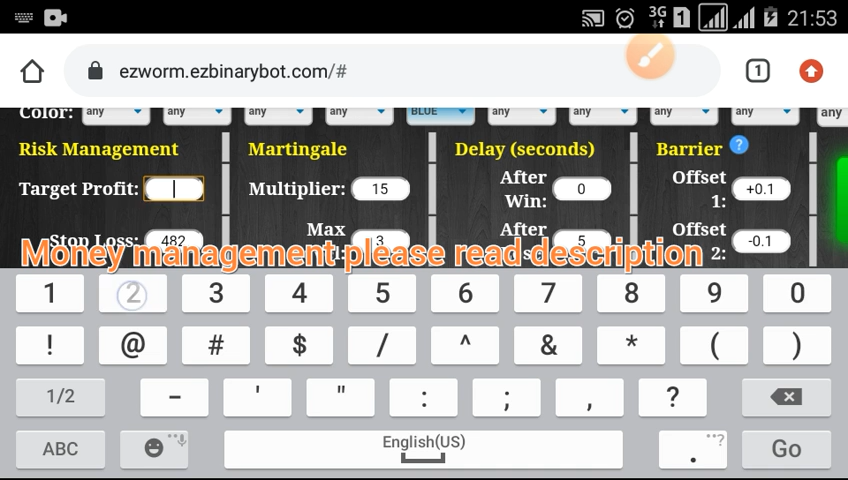 3G 1 21:53
ezworm.ezbinarybot.com/# 1
Color: any any any any BLUE any any any any any
Risk Management Martingale Delay (seconds) Barrier ?
Target Profit: Multiplier: 15 After Win: 0 Offset 1: +0.1
Stop Loss: 482 Max 3 After 5 Offset 2: -0.1
Money management please read description
1 2 3 4 5 6 7 8 9 0
! @ # $ / ^ & * ( )
1/2 - ' " : ; , ?
ABC English(US) . Go